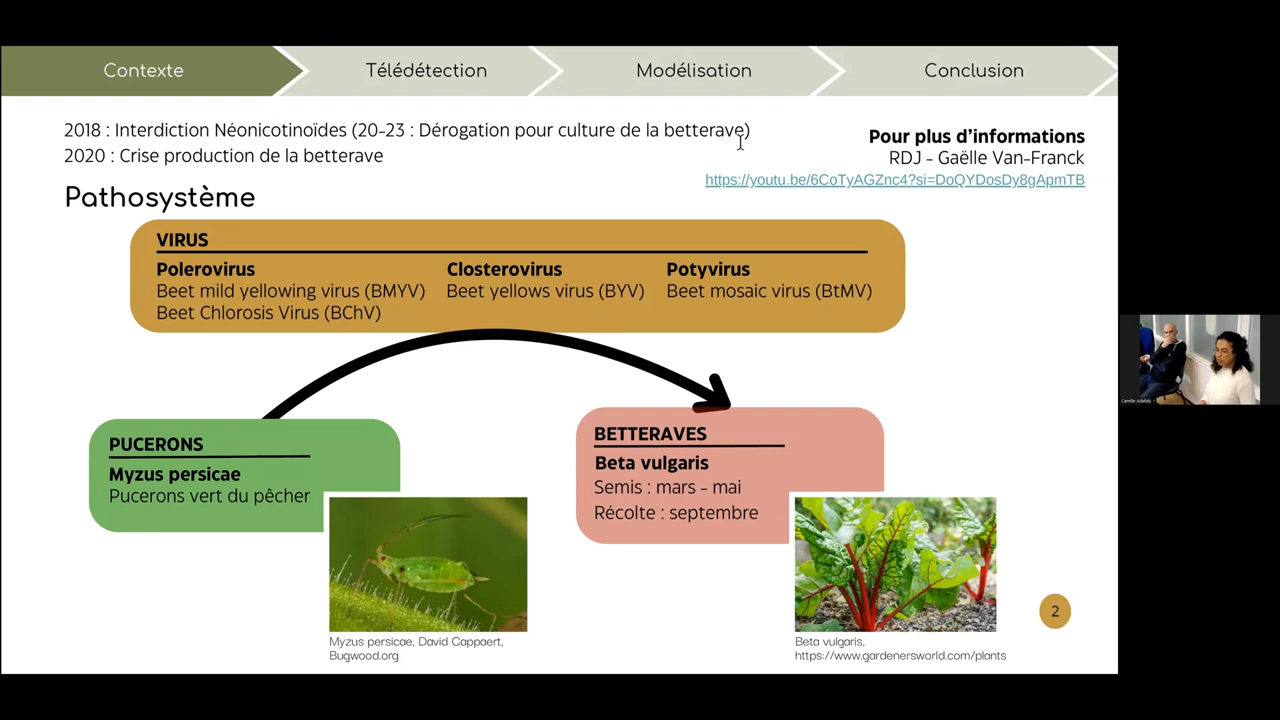 Contexte
Télédétection
Modélisation
Conclusion
2018 : Interdiction Néonicotinoïdes (20-23 : Dérogation pour culture de la betterave)
2020 : Crise production de la betterave
Pour plus d'informations
RDJ - Gaëlle Van-Franck
https://youtu.be/6CoTyAGZnc4?si=DoQYDosDy8gApmTB
Pathosystème
VIRUS
Polerovirus
Beet mild yellowing virus (BMYV)
Beet Chlorosis Virus (BChV)
Closterovirus
Beet yellows virus (BYV)
Potyvirus
Beet mosaic virus (BtMV)
PUCERONS
Myzus persicae
Pucerons vert du pêcher
BETTERAVES
Beta vulgaris
Semis : mars - mai
Récolte : septembre
Myzus persicae, David Cappaert,
Bugwood.org
Beta vulgaris,
https://www.gardenersworld.com/plants
2